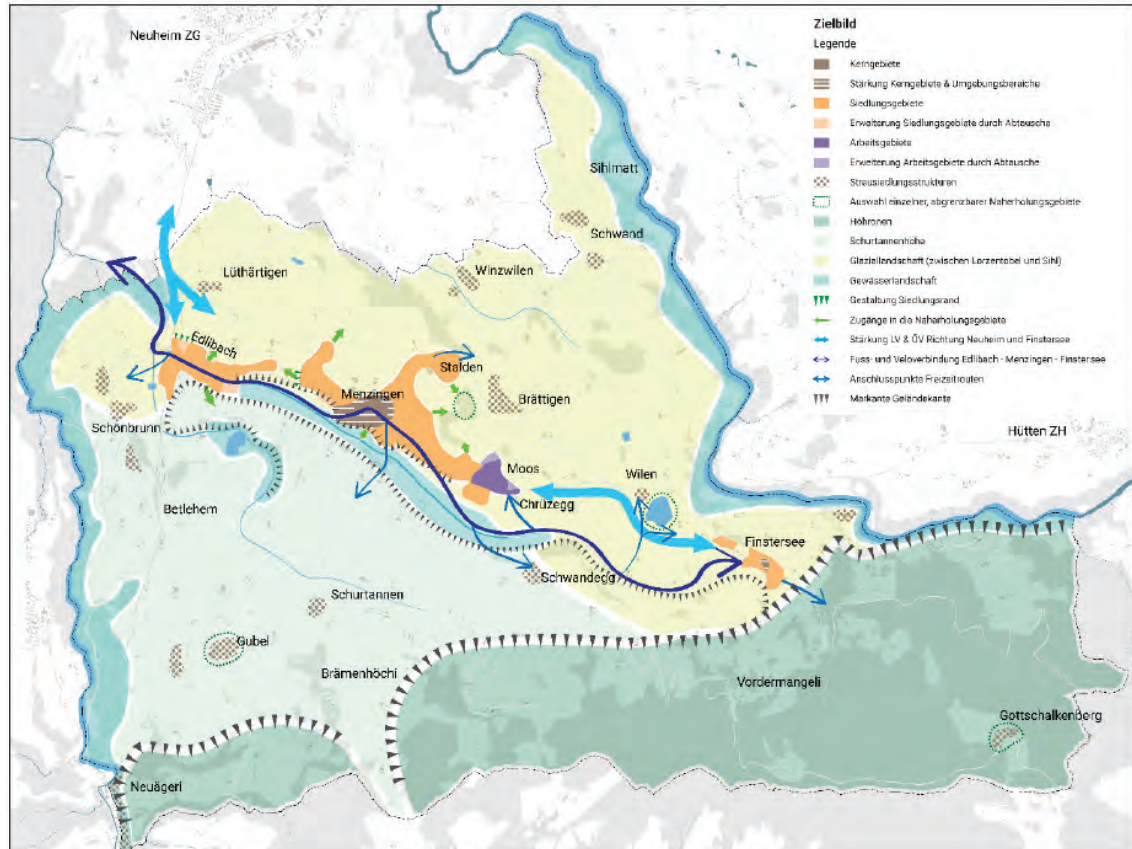 Zielbild
Legende
Kerngebiete
Stärkung Kerngebiete & Umgebungsbereiche
Siedlungsgebiete
Erweiterung Siedlungsgebiete durch Abtausche
Arbeitsgebiete
Erweiterung Arbeitsgebiete durch Abtausche
Streusiedlungsstrukturen
Auswahl einzelner, abgrenzbarer Naherholungsgebiete
Höhronen
Schurtannenhöhe
Glaziallandschaft (zwischen Lorzentobel und Sihl)
Gewässerlandschaft
Gestaltung Siedlungsrand
Zugänge in die Naherholungsgebiete
Stärkung LV & ÖV Richtung Neuheim und Finstersee
Fuss- und Veloverbindung Edlibach - Menzingen - Finstersee
Anschlusspunkte Freizeitrouten
Markante Geländekante
Neuheim ZG
Sihlmatt
Schwand
Lüthärtigen
Winzwilen
Edlibach
Stalden
Menzingen
Brättigen
Schönbrunn
Hütten ZH
Moos
Wilen
Chrüzegg
Betlehem
Finstersee
Schwandegg
Schurtannen
Gubel
Brämenhöchi
Vordermangeli
Gottschalkenberg
Neuägeri